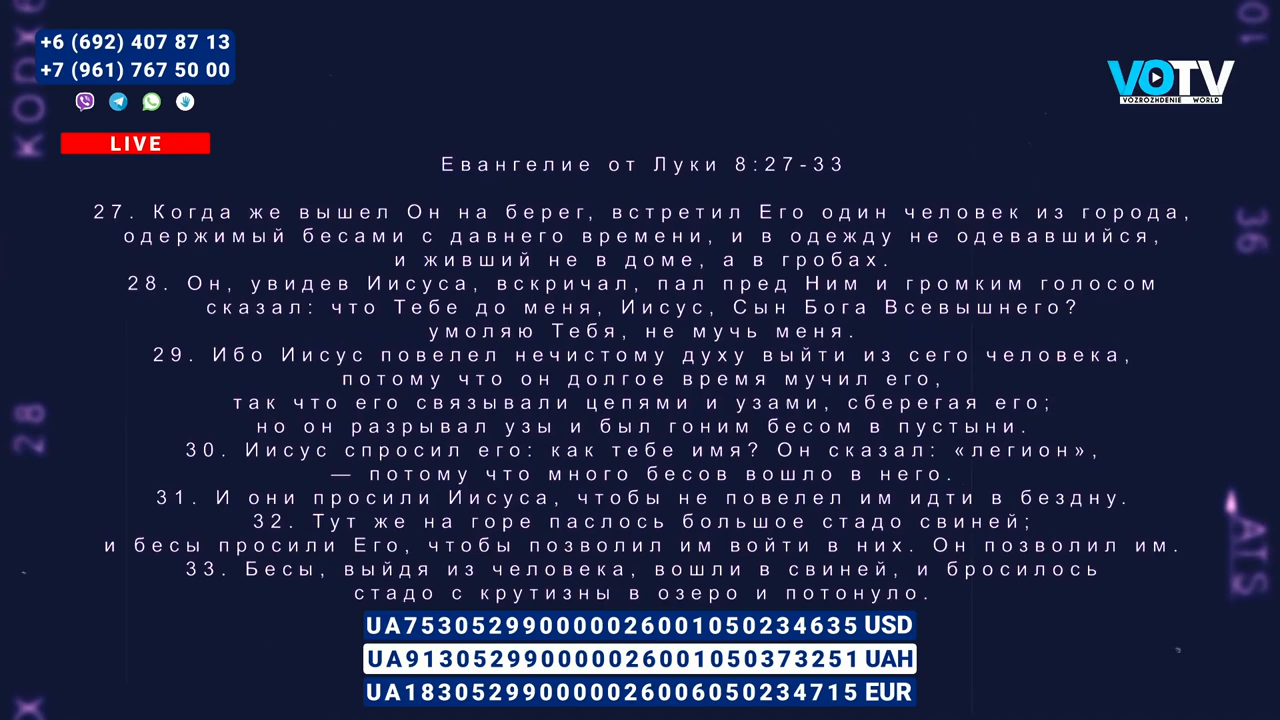 +6 (692) 407 87 13
+7 (961) 767 50 00
VOTV
VOZROZHDENIE WORLD
LIVE
Евангелие от Луки 8:27-33
27. Когда же вышел Он на берег, встретил Его один человек из города,
одержимый бесами с давнего времени, и в одежду не одевавшийся,
и живший не в доме, а в гробах.
28. Он, увидев Иисуса, вскричал, пал пред Ним и громким голосом
сказал: что Тебе до меня, Иисус, Сын Бога Всевышнего?
умоляю Тебя, не мучь меня.
29. Ибо Иисус повелел нечистому духу выйти из сего человека,
потому что он долгое время мучил его,
так что его связывали цепями и узами, сберегая его;
но он разрывал узы и был гоним бесом в пустыни.
30. Иисус спросил его: как тебе имя? Он сказал: «легион»,
— потому что много бесов вошло в него.
31. И они просили Иисуса, чтобы не повелел им идти в бездну.
32. Тут же на горе паслось большое стадо свиней;
и бесы просили Его, чтобы позволил им войти в них. Он позволил им.
33. Бесы, выйдя из человека, вошли в свиней, и бросилось
стадо с крутизны в озеро и потонуло.
UA753052990000026001050234635 USD
UA913052990000026001050373251 UAH
UA183052990000026006050234715 EUR
28
36
10